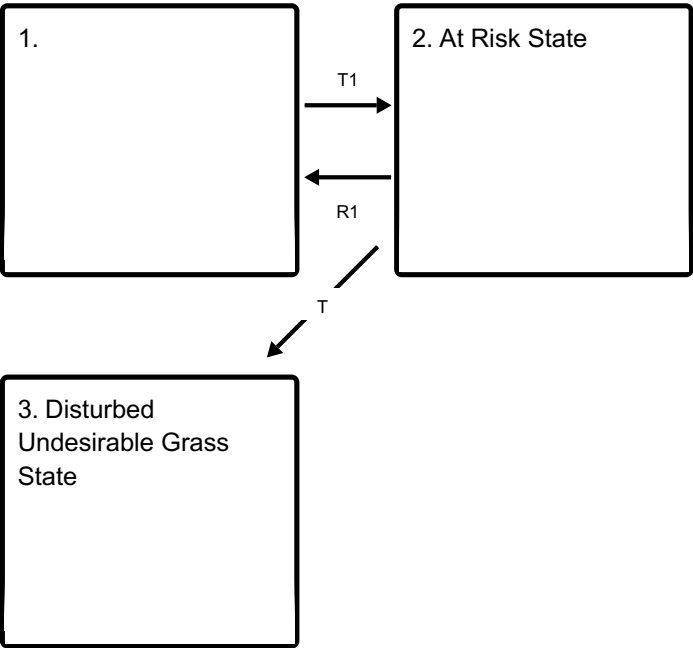 1.
2. At Risk State
T1
R1
T
3. Disturbed
Undesirable Grass
State